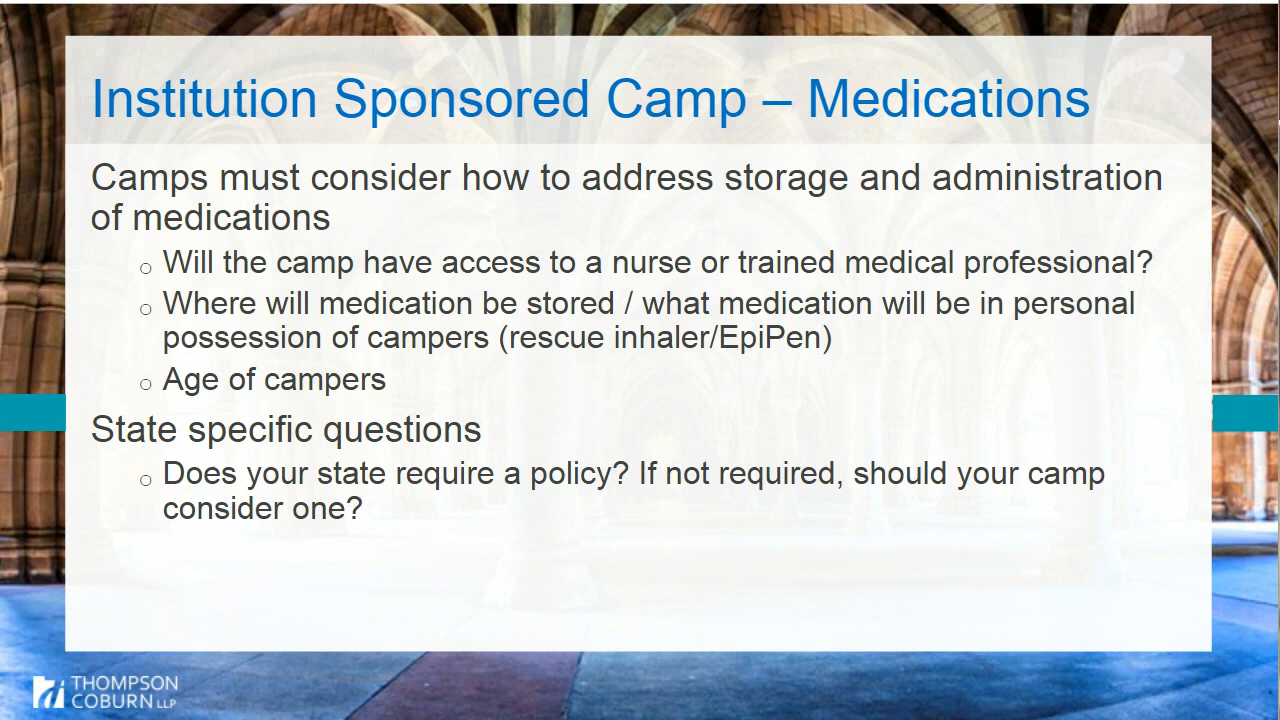 Institution Sponsored Camp – Medications
Camps must consider how to address storage and administration
of medications
o Will the camp have access to a nurse or trained medical professional?
o Where will medication be stored / what medication will be in personal
possession of campers (rescue inhaler/EpiPen)
o Age of campers
State specific questions
o Does your state require a policy? If not required, should your camp
consider one?
THOMPSON
COBURN LLP